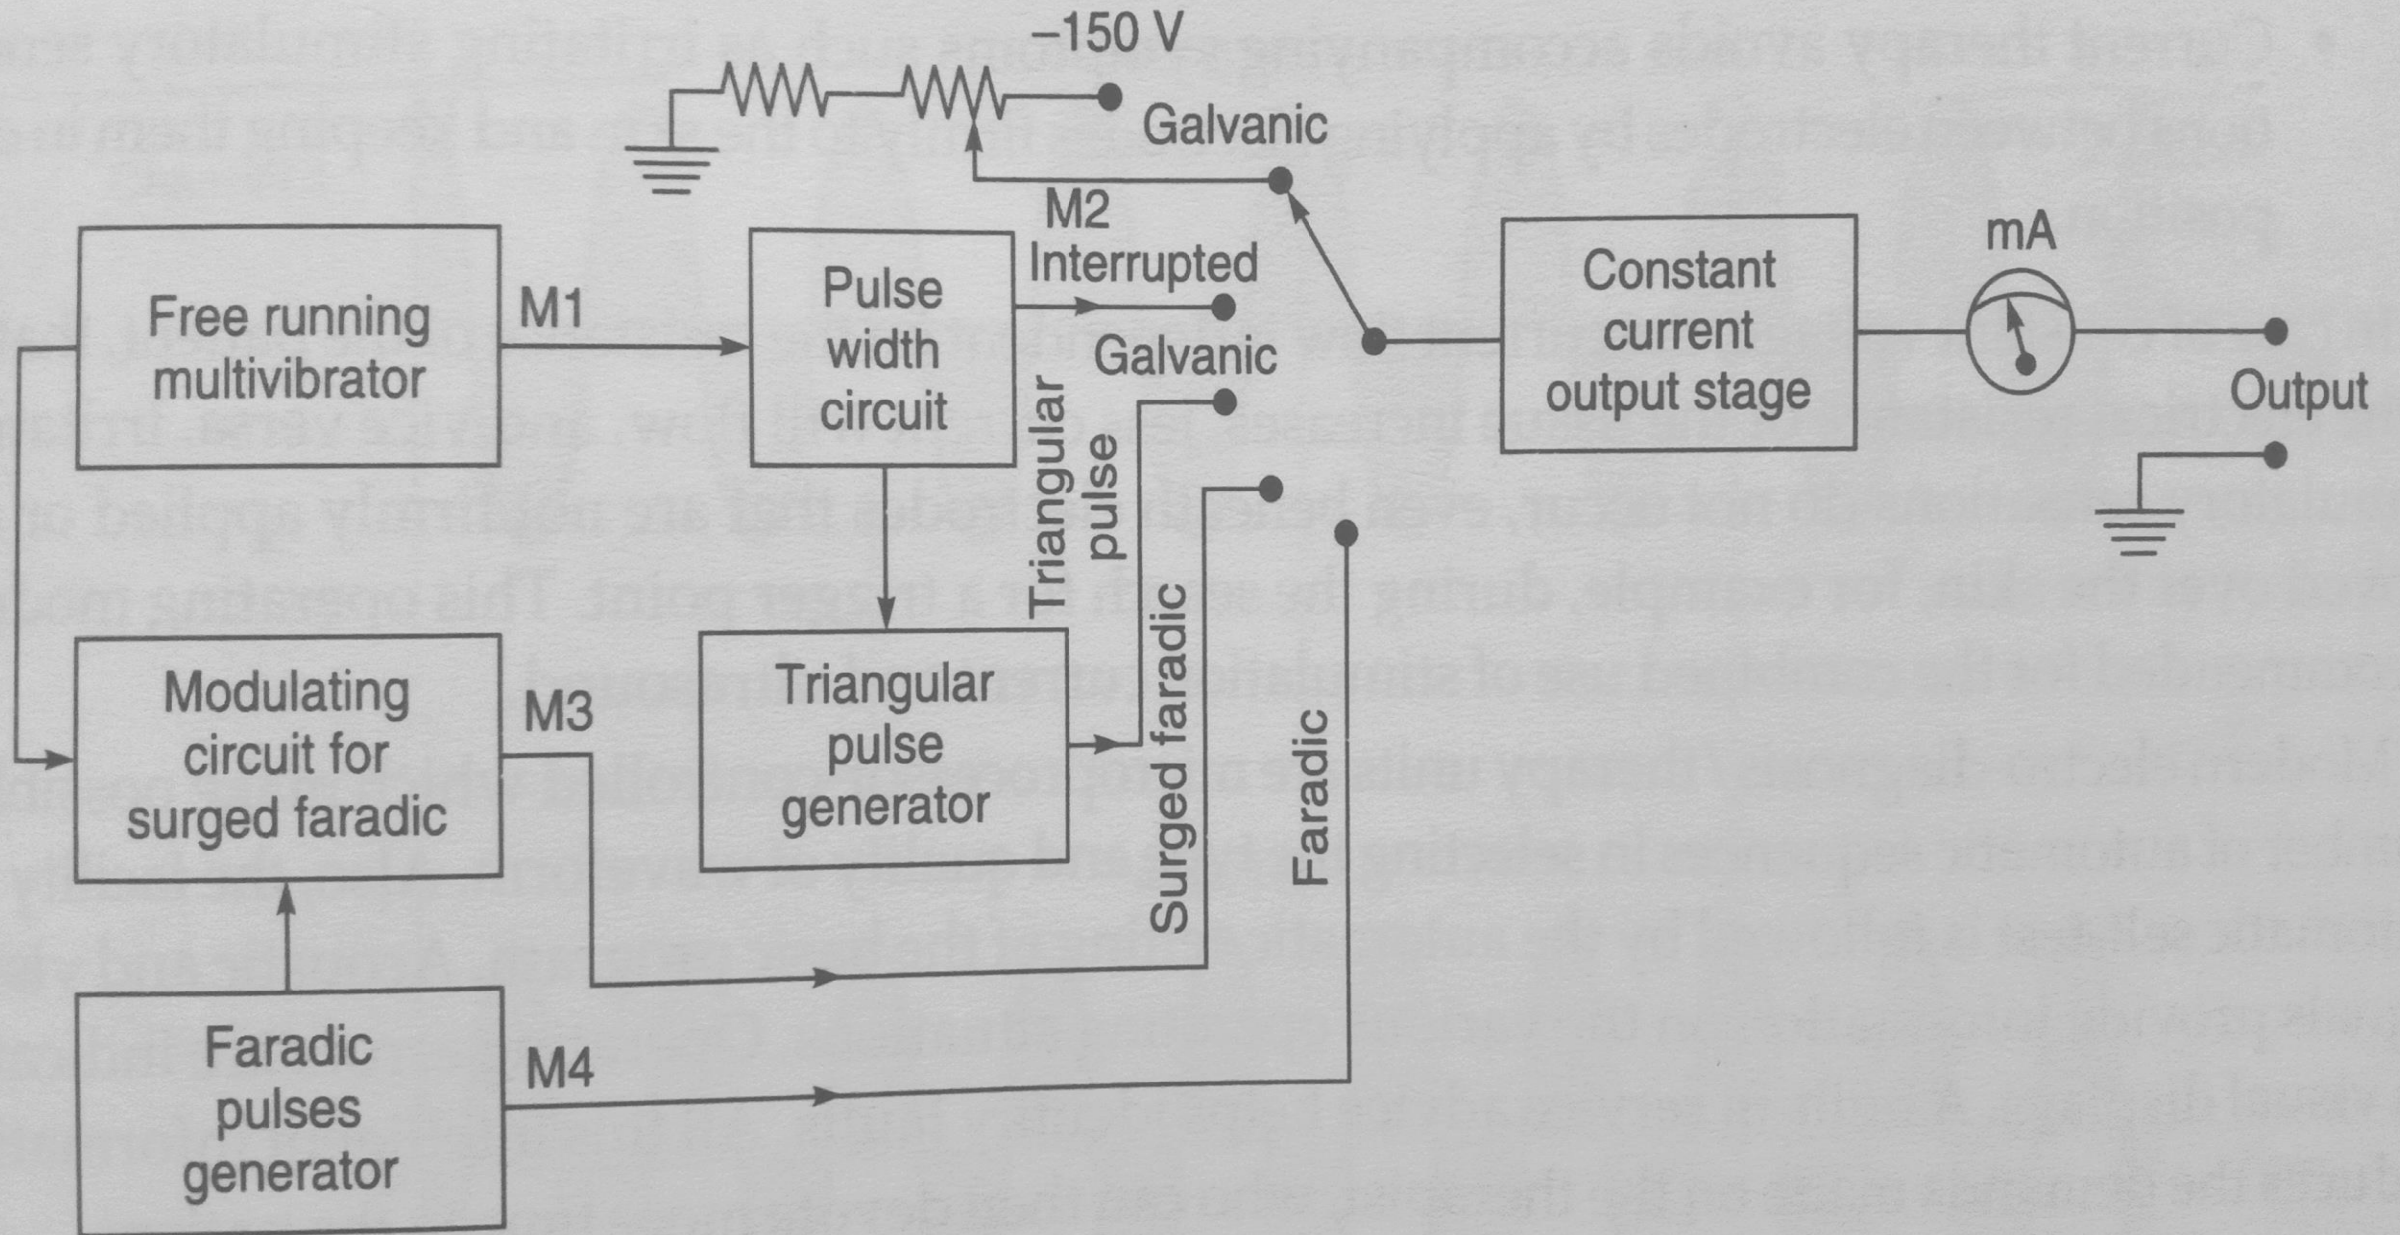 –150 V
Galvanic
M2
Interrupted
Galvanic
Free running
multivibrator
M1
Pulse
width
circuit
Constant
current
output stage
mA
Output
Triangular
pulse
Modulating
circuit for
surged faradic
M3
Triangular
pulse
generator
Surged faradic
Faradic
Faradic
pulses
generator
M4